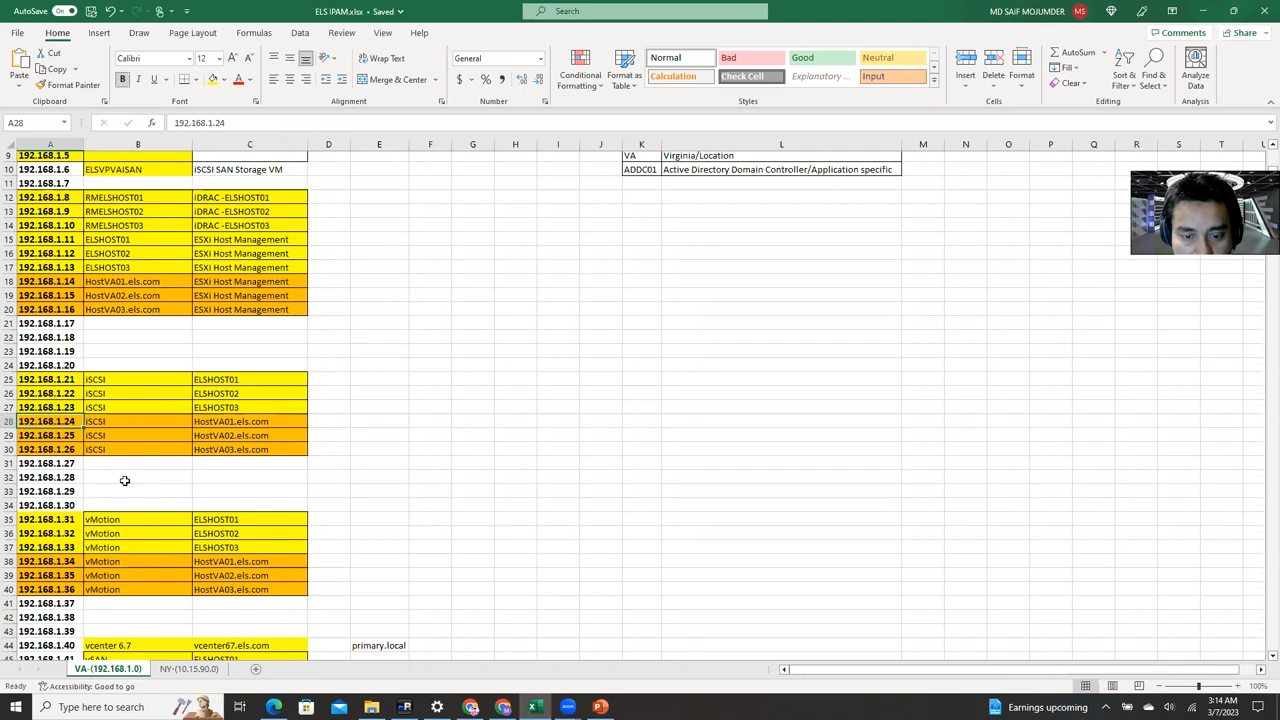 AutoSave On ELS IPAM.xlsx • Saved Search MD SAIF MOJUMDER MS
File Home Insert Page Layout Formulas Data Review View Help Comments Share
Paste Cut Copy Format Painter Clipboard
Calibri 12 B I U Font
Wrap Text Merge & Center Alignment
General $ % Number
Conditional Formatting Format as Table Normal Bad Good Neutral Calculation Check Cell Explanatory ... Input Styles
Insert Delete Format Cells
AutoSum Fill Clear Sort & Filter Find & Select Editing
Analyze Data Analysis
A28 fx 192.168.1.24
A B C D E F G H I J K L M N O P Q R S T U
9 192.168.1.5 VA Virginia/Location
10 192.168.1.6 ELSVPVAISAN iSCSI SAN Storage VM ADDC01 Active Directory Domain Controller/Application specific
11 192.168.1.7
12 192.168.1.8 RMELSHOST01 iDRAC -ELSHOST01
13 192.168.1.9 RMELSHOST02 iDRAC -ELSHOST02
14 192.168.1.10 RMELSHOST03 iDRAC -ELSHOST03
15 192.168.1.11 ELSHOST01 ESXi Host Management
16 192.168.1.12 ELSHOST02 ESXi Host Management
17 192.168.1.13 ELSHOST03 ESXi Host Management
18 192.168.1.14 HostVA01.els.com ESXi Host Management
19 192.168.1.15 HostVA02.els.com ESXi Host Management
20 192.168.1.16 HostVA03.els.com ESXi Host Management
21 192.168.1.17
22 192.168.1.18
23 192.168.1.19
24 192.168.1.20
25 192.168.1.21 iSCSI ELSHOST01
26 192.168.1.22 iSCSI ELSHOST02
27 192.168.1.23 iSCSI ELSHOST03
28 192.168.1.24 iSCSI HostVA01.els.com
29 192.168.1.25 iSCSI HostVA02.els.com
30 192.168.1.26 iSCSI HostVA03.els.com
31 192.168.1.27
32 192.168.1.28
33 192.168.1.29
34 192.168.1.30
35 192.168.1.31 vMotion ELSHOST01
36 192.168.1.32 vMotion ELSHOST02
37 192.168.1.33 vMotion ELSHOST03
38 192.168.1.34 vMotion HostVA01.els.com
39 192.168.1.35 vMotion HostVA02.els.com
40 192.168.1.36 vMotion HostVA03.els.com
41 192.168.1.37
42 192.168.1.38
43 192.168.1.39
44 192.168.1.40 vcenter 6.7 vcenter67.els.com primary.local
45 192.168.1.41 vSAN ELSHOST01
VA- (192.168.1.0) NY-(10.15.90.0)
Ready Accessibility: Good to go 100%
Type here to search Earnings upcoming 3:14 AM
3/7/2023